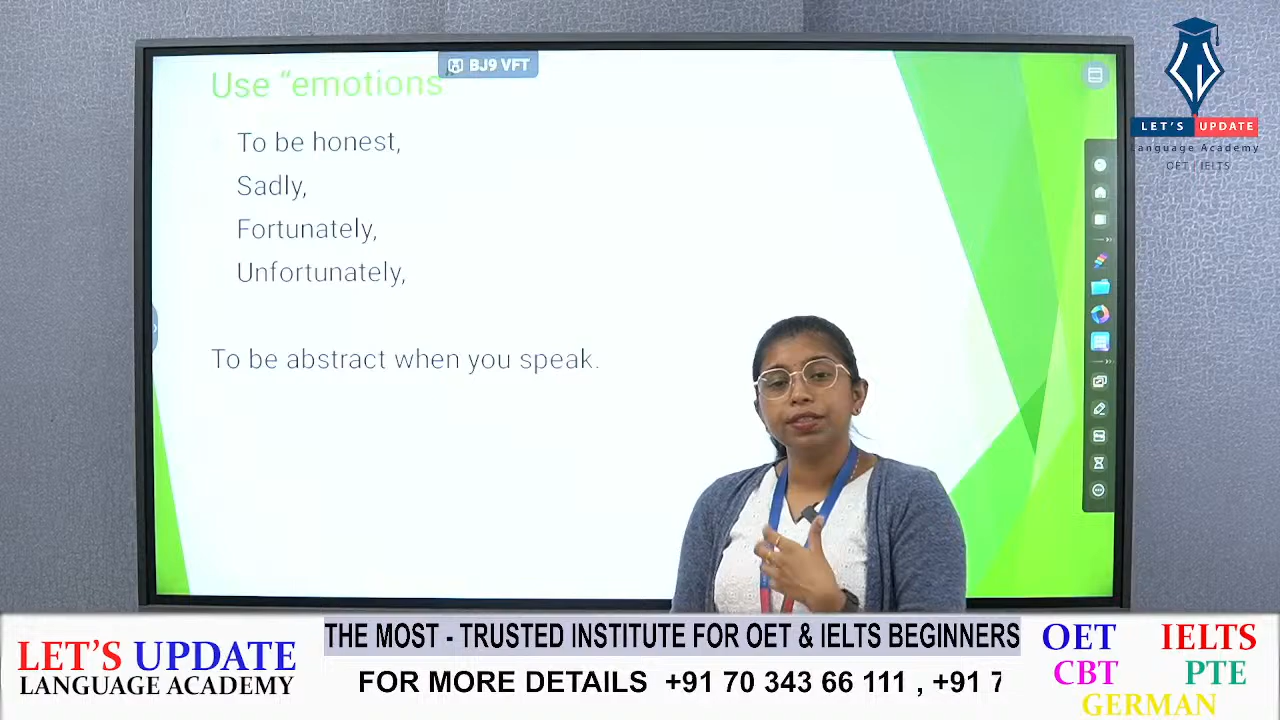 BJ9 VFT
Use "emotions
To be honest,
Sadly,
Fortunately,
Unfortunately,
To be abstract when you speak.
LET'S UPDATE
Language Academy
OET | IELTS
LET'S UPDATE
LANGUAGE ACADEMY
THE MOST - TRUSTED INSTITUTE FOR OET & IELTS BEGINNERS
FOR MORE DETAILS +91 70 343 66 111 , +91 7
OET IELTS
CBT PTE
GERMAN